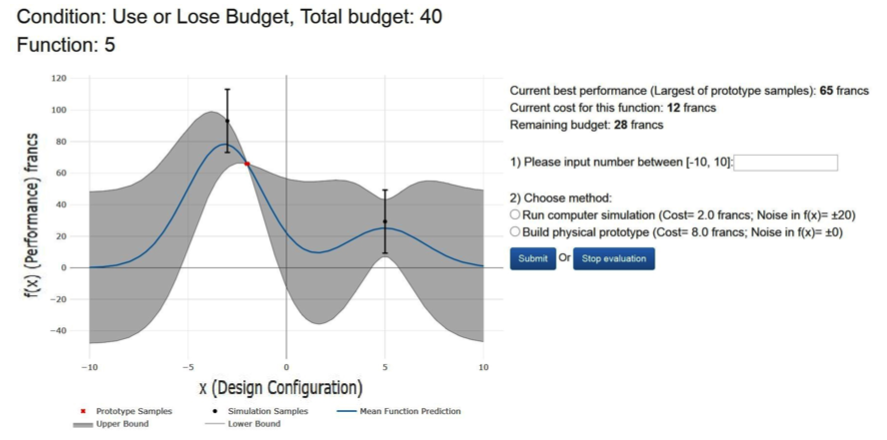 Condition: Use or Lose Budget, Total budget: 40
Function: 5
120
100
80
60
40
20
0
−20
−40
f(x) (Performance) francs
−10
−5
0
5
10
x (Design Configuration)
Prototype Samples
Simulation Samples
Mean Function Prediction
Upper Bound
Lower Bound
Current best performance (Largest of prototype samples): 65 francs
Current cost for this function: 12 francs
Remaining budget: 28 francs
1) Please input number between [-10, 10]:
2) Choose method:
Run computer simulation (Cost= 2.0 francs; Noise in f(x)= ±20)
Build physical prototype (Cost= 8.0 francs; Noise in f(x)= ±0)
Submit Or Stop evaluation